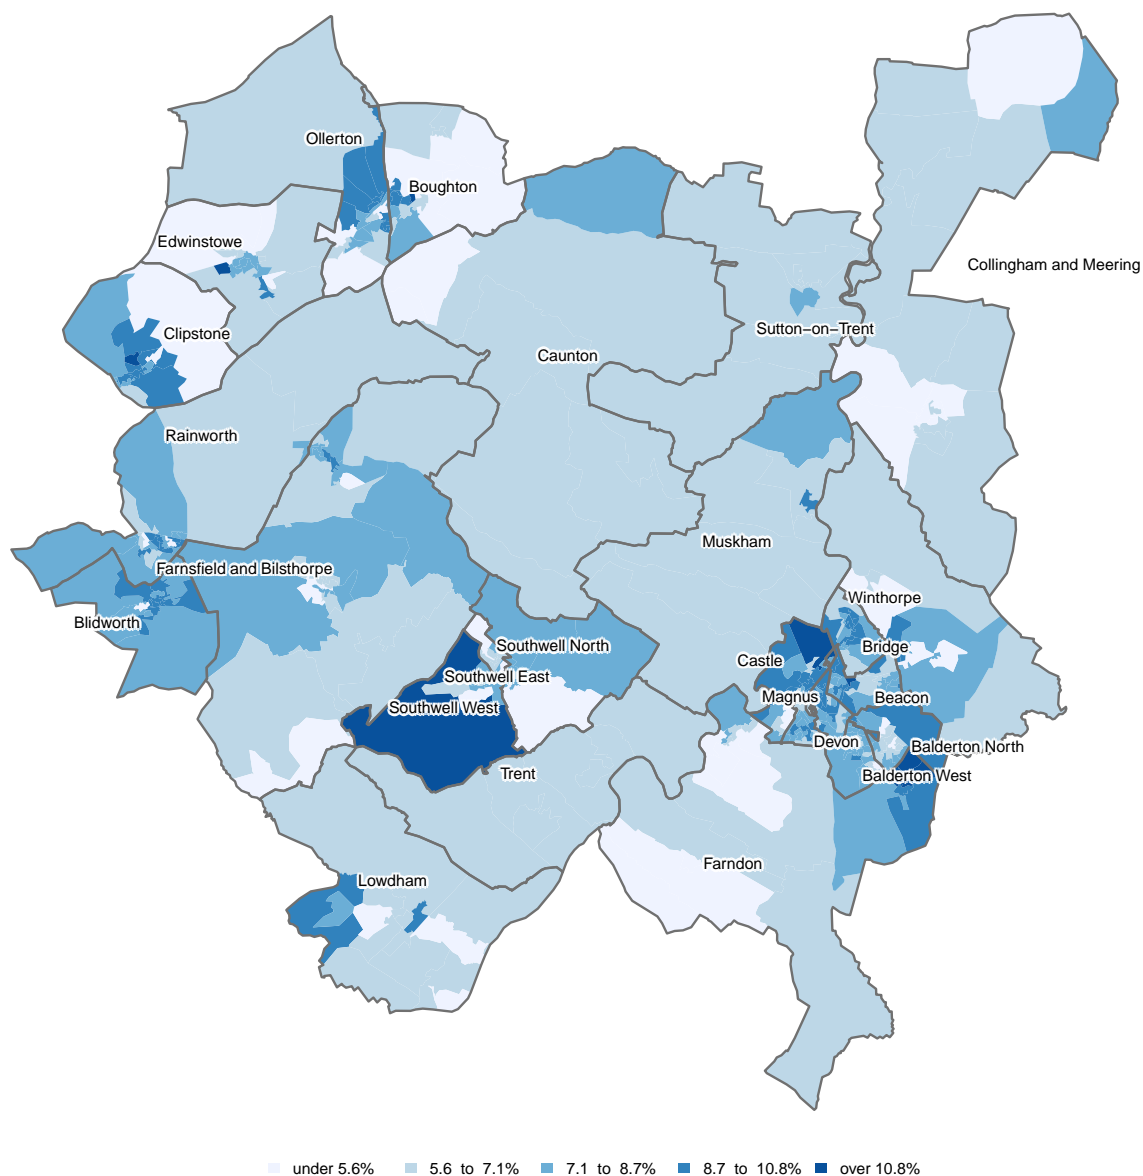 Ollerton
Boughton
Edwinstowe
Collingham and Meering
Clipstone
Sutton−on−Trent
Caunton
Rainworth
Muskham
Farnsfield and Bilsthorpe
Winthorpe
Blidworth
Southwell North
Bridge
Castle
Southwell East
Magnus
Beacon
Southwell West
Devon
Balderton North
Trent
Balderton West
Farndon
Lowdham
under 5.6% 5.6 to 7.1% 7.1 to 8.7% 8.7 to 10.8% over 10.8%